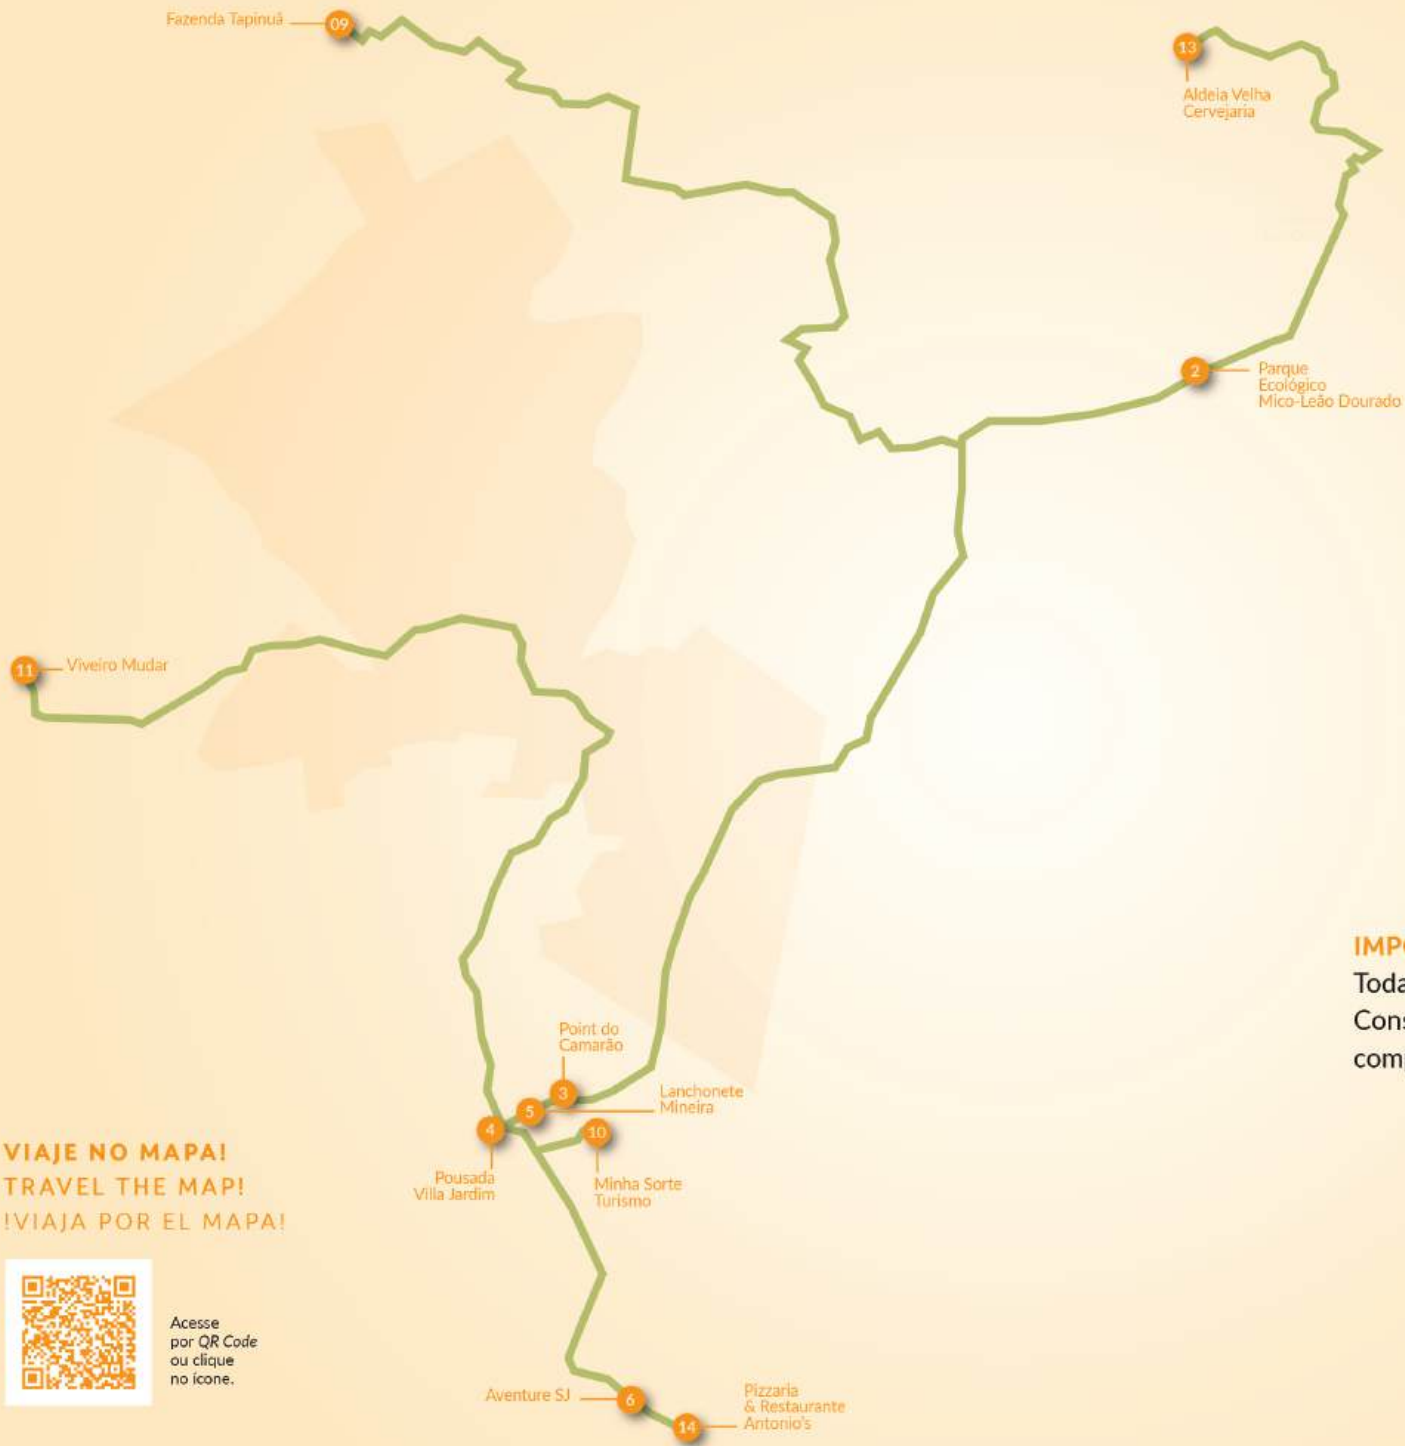 Fazenda Tapinuã
09
13
Aldeia Velha
Cervejaria
2
Parque
Ecológico
Mico-Leão Dourado
11
Viveiro Mudar
Point do
Camarão
3
Lanchonete
Mineira
5
4
10
Pousada
Villa Jardim
Minha Sorte
Turismo
VIAJE NO MAPA!
TRAVEL THE MAP!
!VIAJA POR EL MAPA!
Acesse
por QR Code
ou clique
no ícone.
Aventure SJ
6
Pizzaria
& Restaurante
Antonio's
14